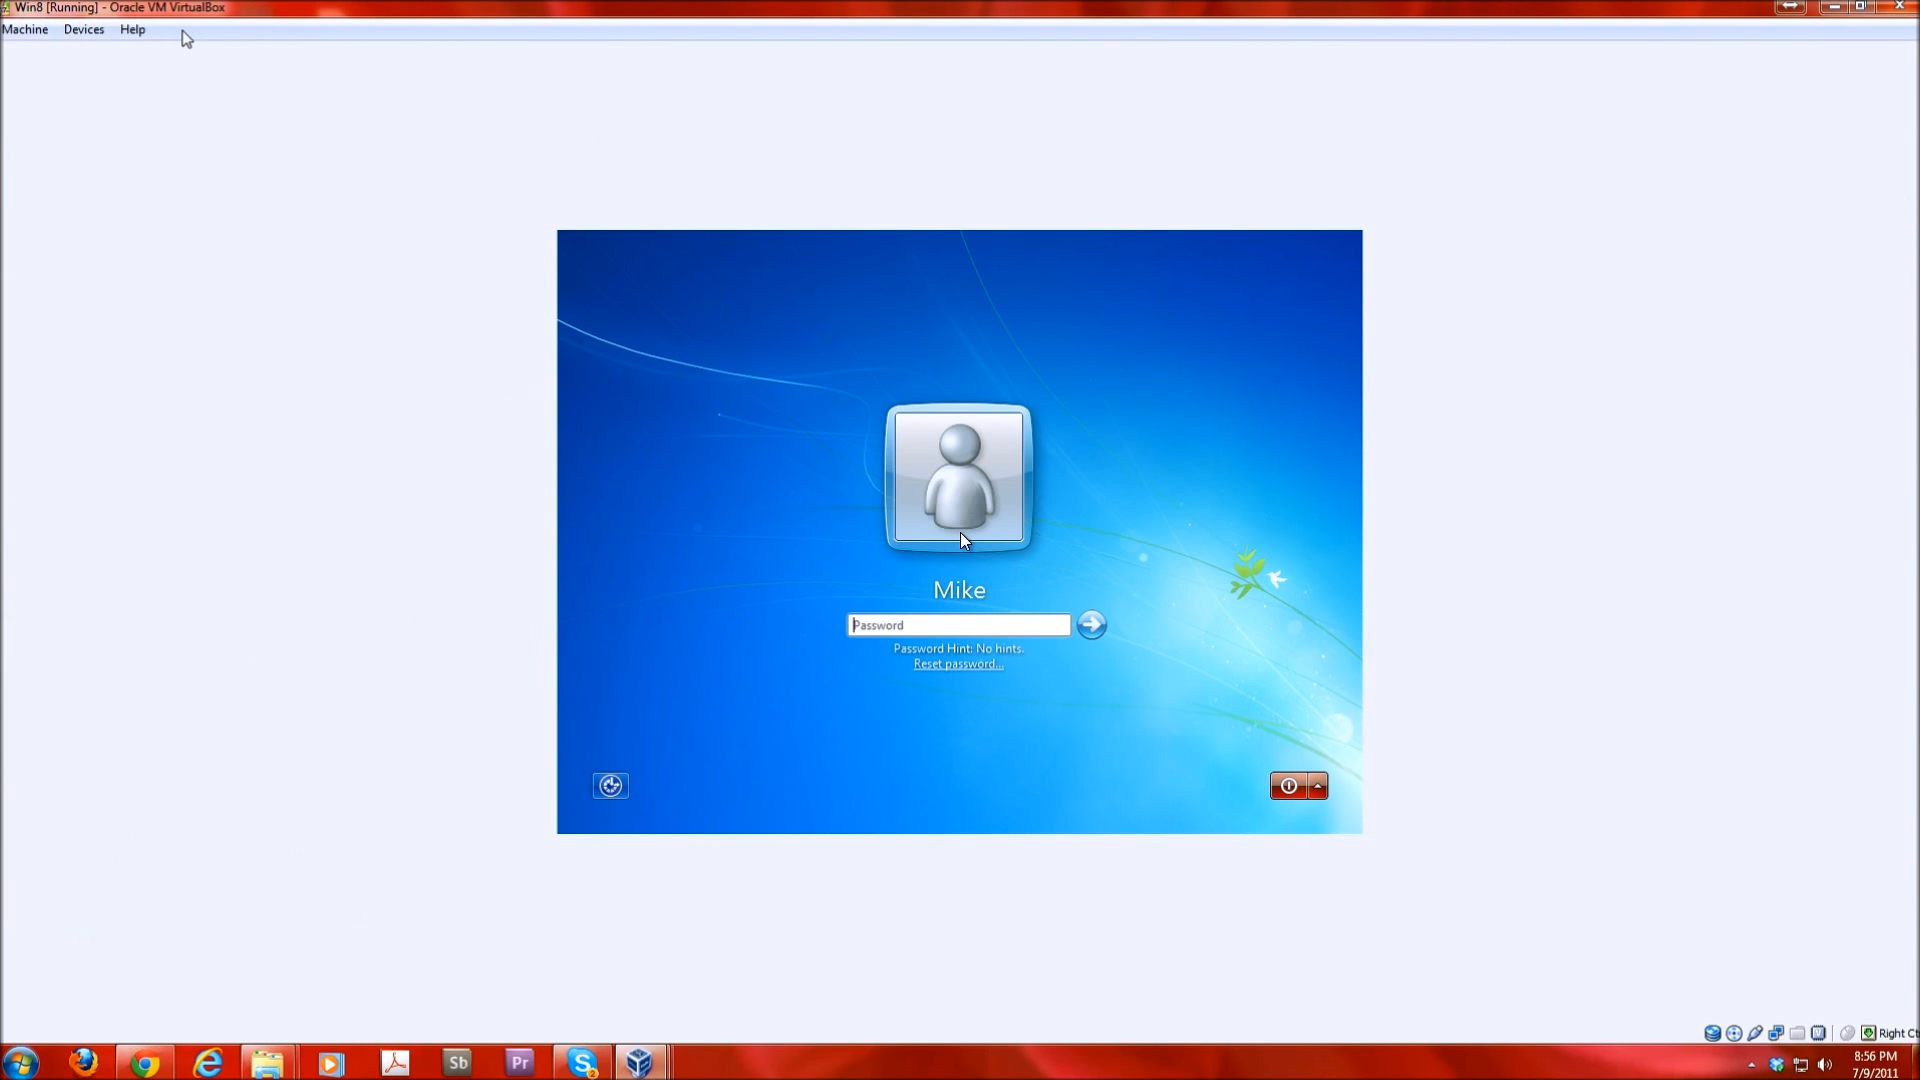 Win8 [Running] - Oracle VM VirtualBox
Machine Devices Help
Mike
Password
Password Hint: No hints.
Reset password...
Right Ct
Sb
Pr
2
8:56 PM
7/9/2011